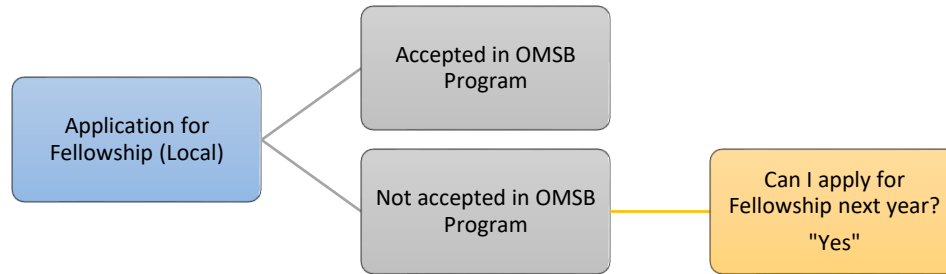 Application for
Fellowship (Local)
Accepted in OMSB
Program
Not accepted in OMSB
Program
Can I apply for
Fellowship next year?
"Yes"